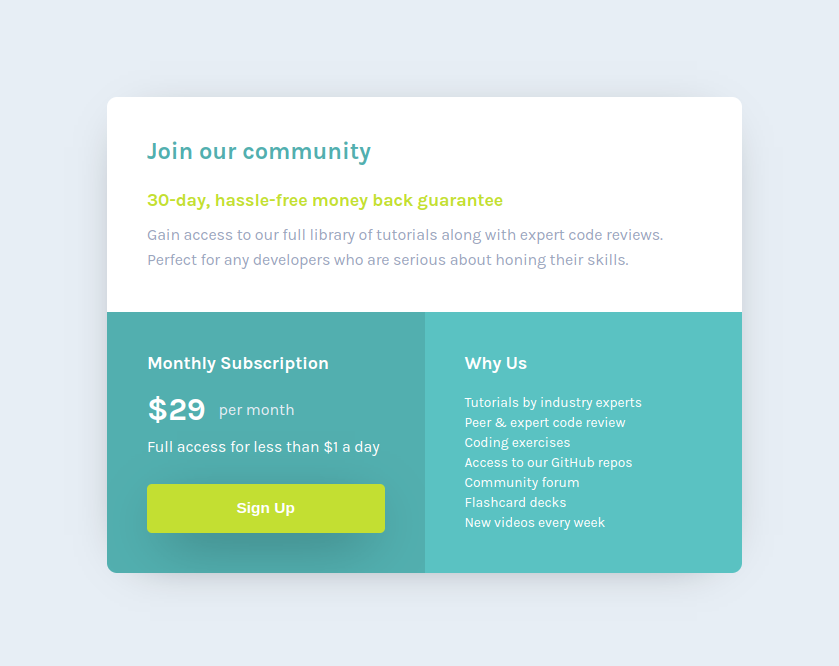 Join our community
30-day, hassle-free money back guarantee
Gain access to our full library of tutorials along with expert code reviews.
Perfect for any developers who are serious about honing their skills.
Monthly Subscription
$29 per month
Full access for less than $1 a day
Sign Up
Why Us
Tutorials by industry experts
Peer & expert code review
Coding exercises
Access to our GitHub repos
Community forum
Flashcard decks
New videos every week